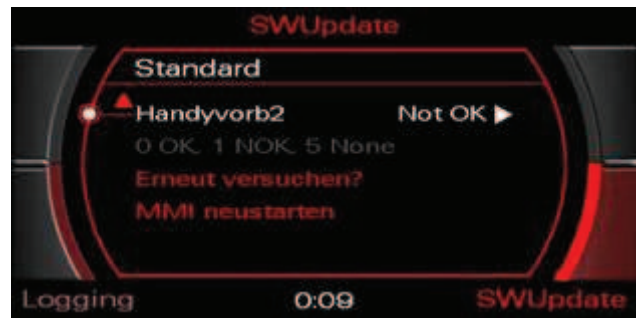 SWUpdate
Standard
Handyvorb2 Not OK
0 OK, 1 NOK, 5 None
Erneut versuchen?
MMI neustarten
Logging 0:09 SWUpdate